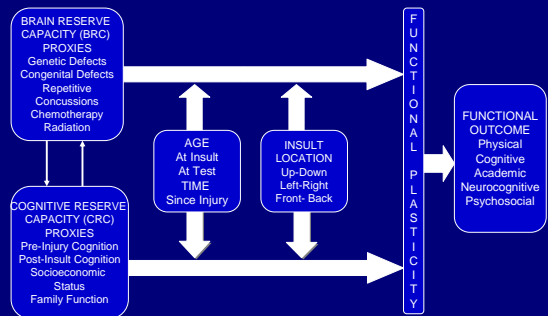 BRAIN RESERVE
CAPACITY (BRC)
PROXIES
Genetic Defects
Congenital Defects
Repetitive
Concussions
Chemotherapy
Radiation
COGNITIVE RESERVE
CAPACITY (CRC)
PROXIES
Pre-Injury Cognition
Post-Insult Cognition
Socioeconomic
Status
Family Function
AGE
At Insult
At Test
TIME
Since Injury
INSULT
LOCATION
Up-Down
Left-Right
Front- Back
FUNCTIONAL PLASTICITY
FUNCTIONAL
OUTCOME
Physical
Cognitive
Academic
Neurocognitive
Psychosocial